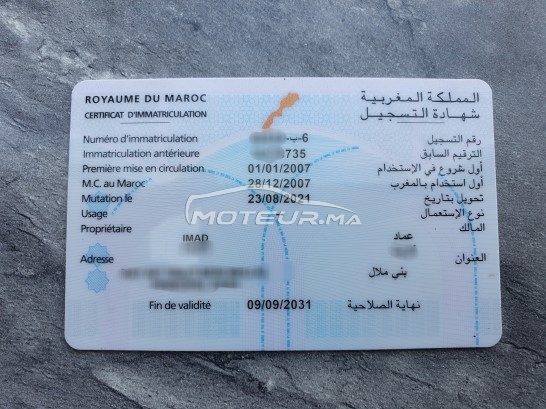 ROYAUME DU MAROC المملكة المغربية
CERTIFICAT D'IMMATRICULATION شهادة التسجيل
Numéro d'immatriculation -ب-6 رقم التسجيل
Immatriculation antérieure 735 الترقيم السابق
Première mise en circulation 01/01/2007 أول شروع في الإستخدام
M.C. au Maroc 28/12/2007 أول استخدام بالمغرب
Mutation le 23/08/2021 تحويل بتاريخ
Usage نوع الإستعمال
MOTEUR.MA
Propriétaire المالك
IMAD عماد
Adresse العنوان
بني ملال
Fin de validité 09/09/2031 نهاية الصلاحية